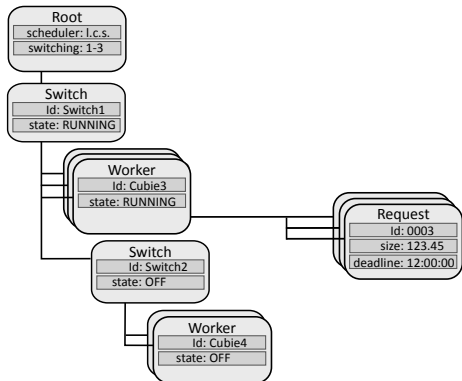 Root
scheduler: l.c.s.
switching: 1-3
Switch
Id: Switch1
state: RUNNING
Worker
Id: Cubie3
state: RUNNING
Request
Id: 0003
size: 123.45
deadline: 12:00:00
Switch
Id: Switch2
state: OFF
Worker
Id: Cubie4
state: OFF